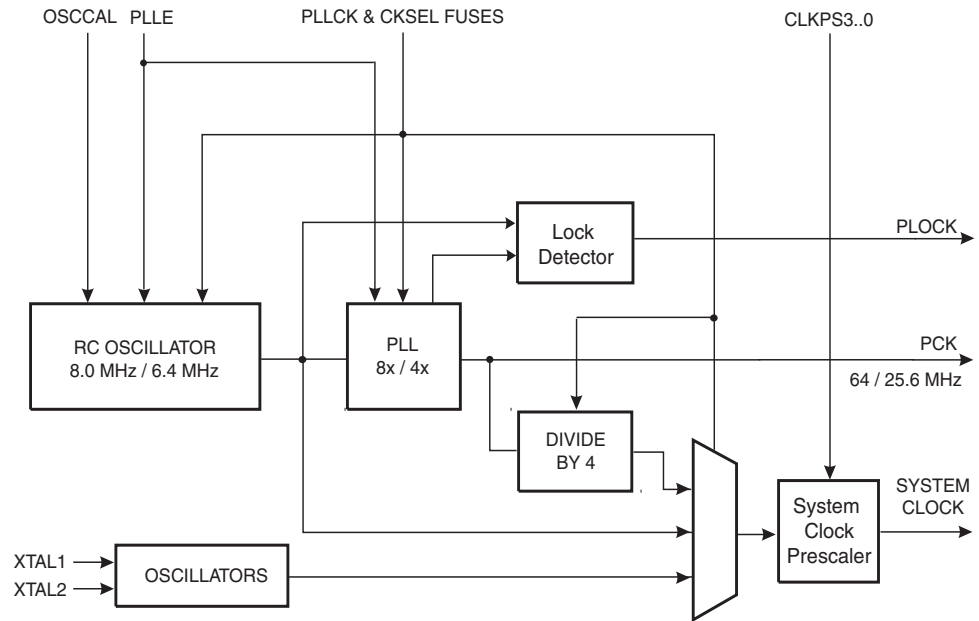 OSCCAL
PLLE
PLLCK & CKSEL FUSES
CLKPS3..0
Lock
Detector
PLOCK
RC OSCILLATOR
8.0 MHz / 6.4 MHz
PLL
8x / 4x
PCK
64 / 25.6 MHz
DIVIDE
BY 4
System
Clock
Prescaler
SYSTEM
CLOCK
XTAL1
XTAL2
OSCILLATORS